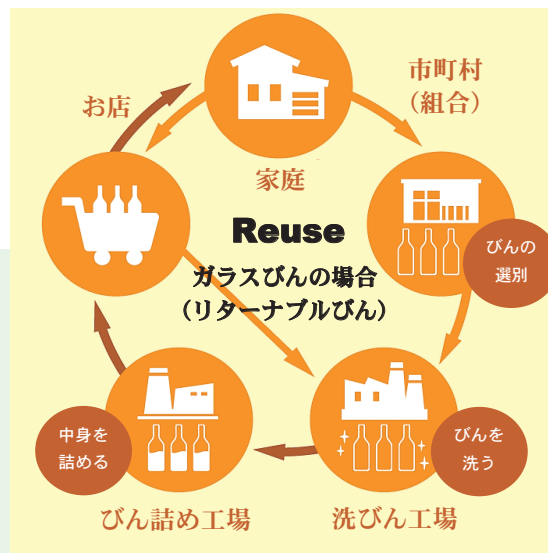 市町村
(組合)
お店
家庭
Reuse
ガラスびんの場合
(リターナブルびん)
びんの
選別
中身を
詰める
びんを
洗う
びん詰め工場
洗びん工場